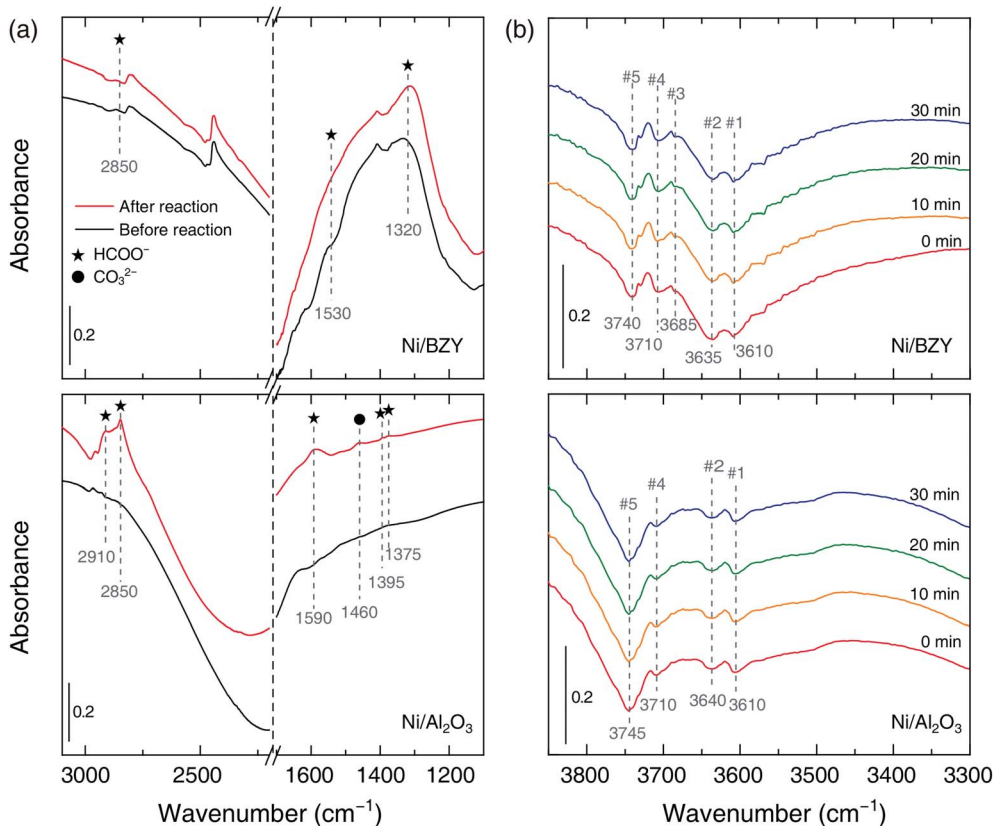 (a)
★
2850
★
★
1530
1320
After reaction
Before reaction
★ HCOO⁻
● CO₃²⁻
0.2
Ni/BZY
Absorbance
★
★
2910
2850
★
●
★
★
1590
1460
1395
1375
0.2
Ni/Al₂O₃
Absorbance
3000
2500
1600
1400
1200
Wavenumber (cm⁻¹)
(b)
#5
#4
#3
#2
#1
30 min
20 min
10 min
0 min
3740
3710
3685
3635
3610
0.2
Ni/BZY
#5
#4
#2
#1
30 min
20 min
10 min
0 min
3745
3710
3640
3610
0.2
Ni/Al₂O₃
3800
3700
3600
3500
3400
3300
Wavenumber (cm⁻¹)